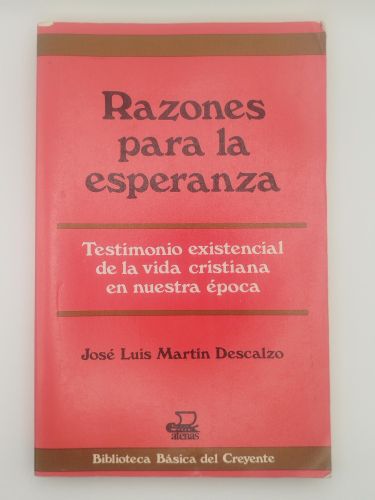 Razones
para la
esperanza
Testimonio existencial
de la vida cristiana
en nuestra época
José Luis Martín Descalzo
atenas
Biblioteca Básica del Creyente